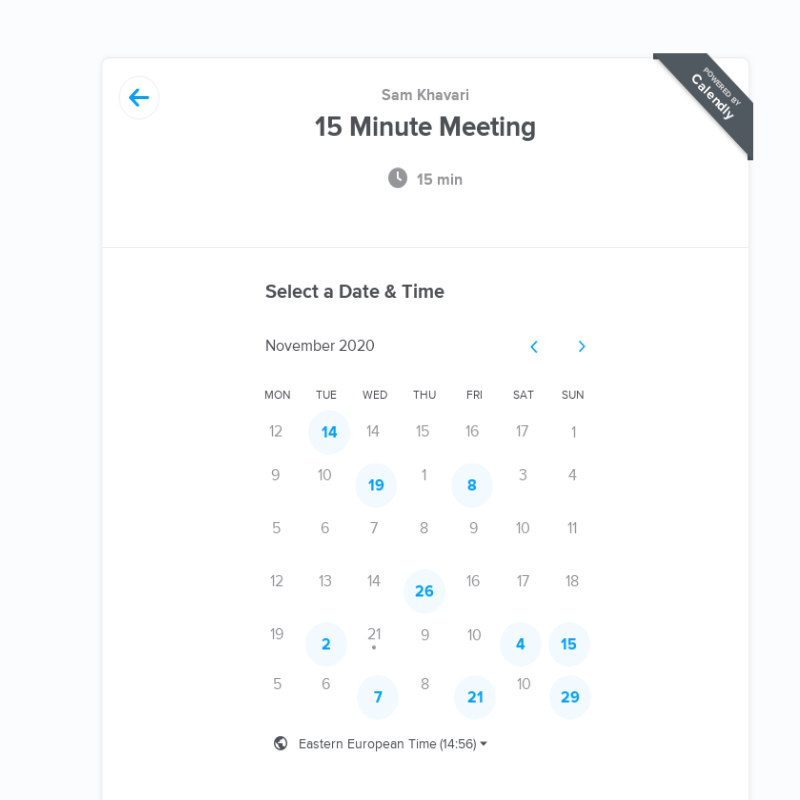 POWERED BY
Calendly
Sam Khavari
15 Minute Meeting
15 min
Select a Date & Time
November 2020
MON TUE WED THU FRI SAT SUN
12 14 14 15 16 17 1
9 10 19 1 8 3 4
5 6 7 8 9 10 11
12 13 14 26 16 17 18
19 2 21 9 10 4 15
5 6 7 8 21 10 29
Eastern European Time (14:56)